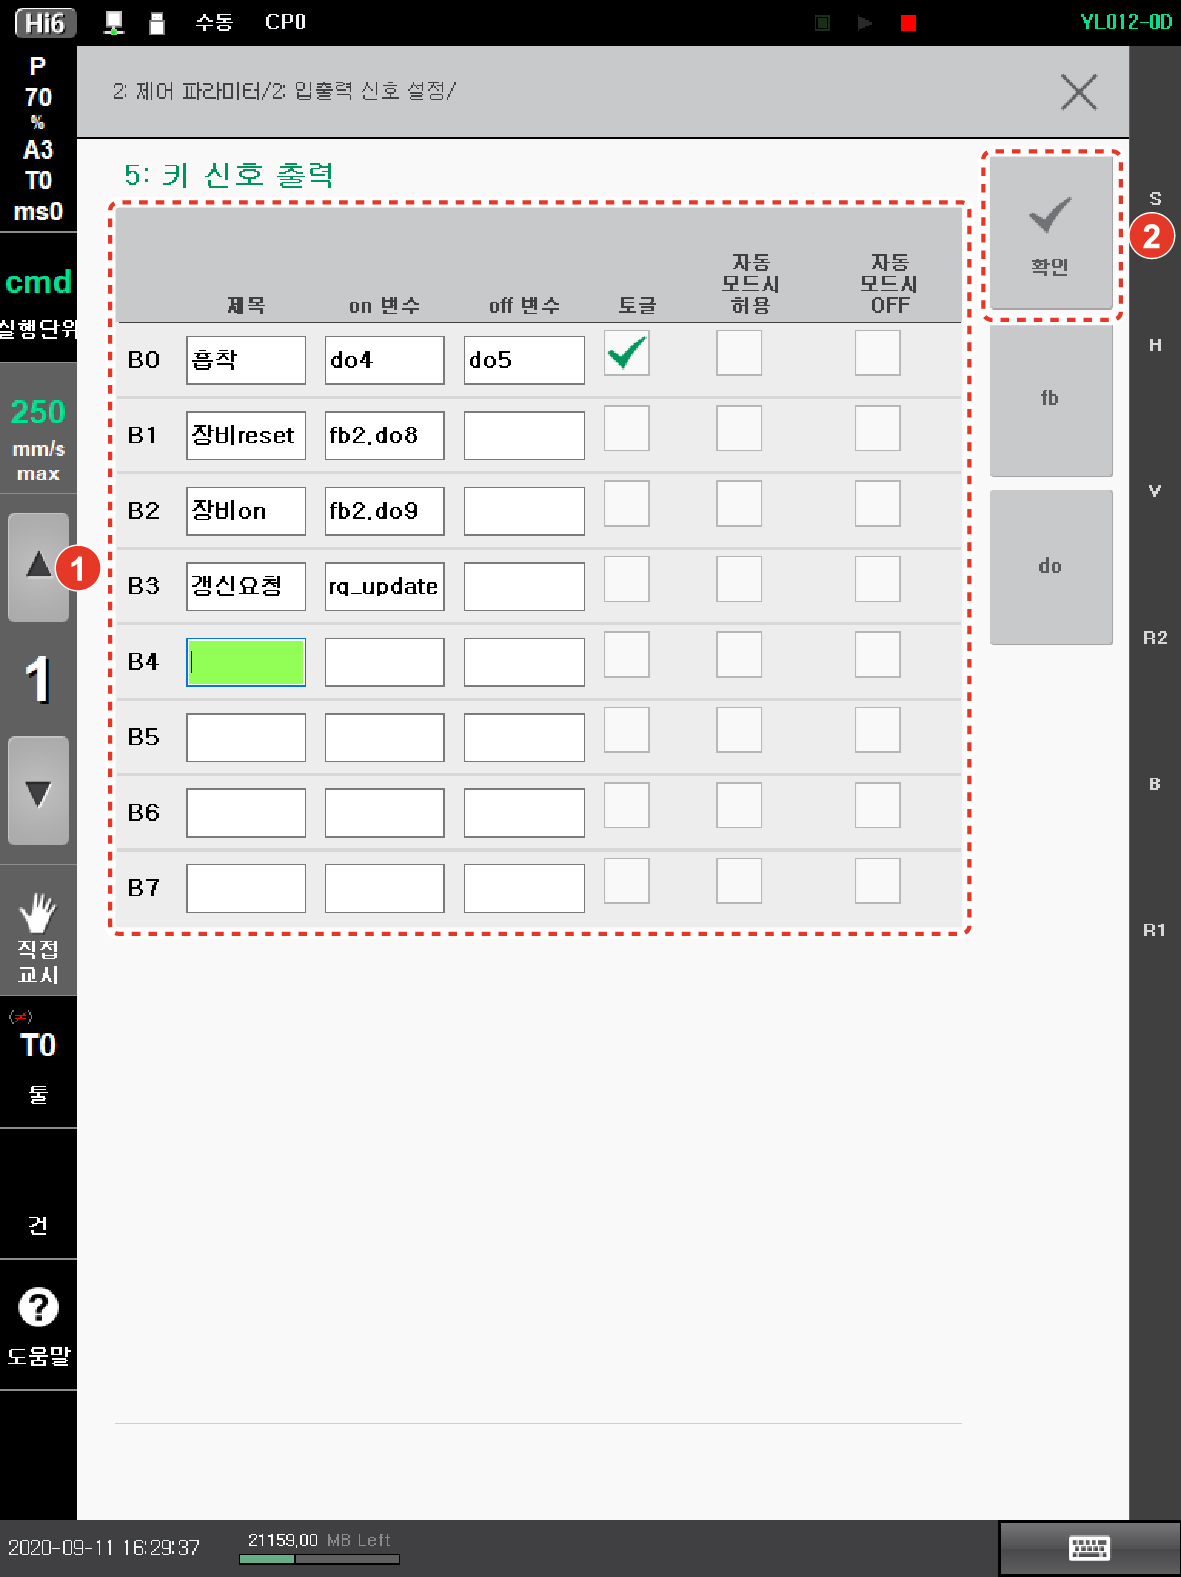 Hi6 수동 CP0 YL012-0D
P
70
%
A3
T0
ms0
cmd
실행단위
250
mm/s
max
1
1
직접
교시
(≠)
T0
툴
건
?
도움말
2: 제어 파라미터/2: 입출력 신호 설정/
5: 키 신호 출력
제목 on 변수 off 변수 토글 자동 모드시 허용 자동 모드시 OFF
B0 흡착 do4 do5
B1 장비reset fb2.do8
B2 장비on fb2.do9
B3 갱신요청 rq_update
B4
B5
B6
B7
확인
2
fb
do
S
H
V
R2
B
R1
2020-09-11 16:29:37 21159.00 MB Left